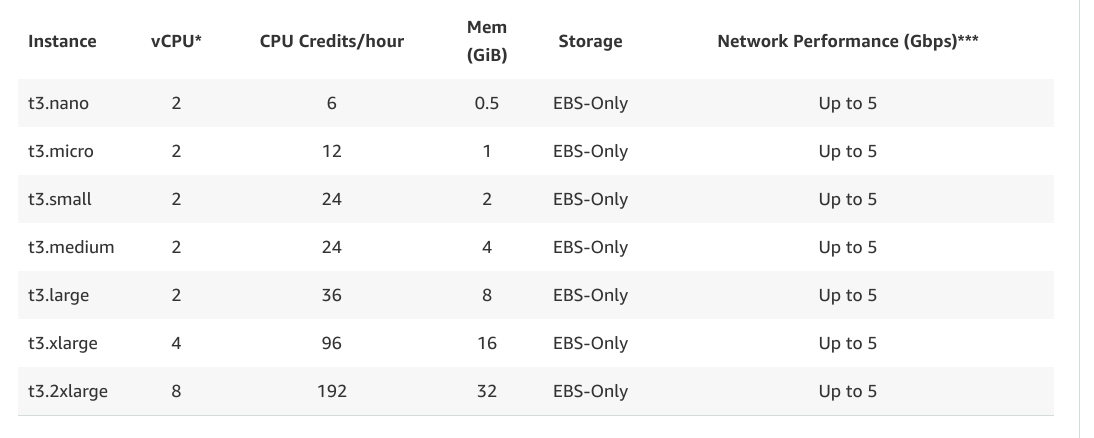 Instance vCPU* CPU Credits/hour Mem (GiB) Storage Network Performance (Gbps)***
t3.nano 2 6 0.5 EBS-Only Up to 5
t3.micro 2 12 1 EBS-Only Up to 5
t3.small 2 24 2 EBS-Only Up to 5
t3.medium 2 24 4 EBS-Only Up to 5
t3.large 2 36 8 EBS-Only Up to 5
t3.xlarge 4 96 16 EBS-Only Up to 5
t3.2xlarge 8 192 32 EBS-Only Up to 5